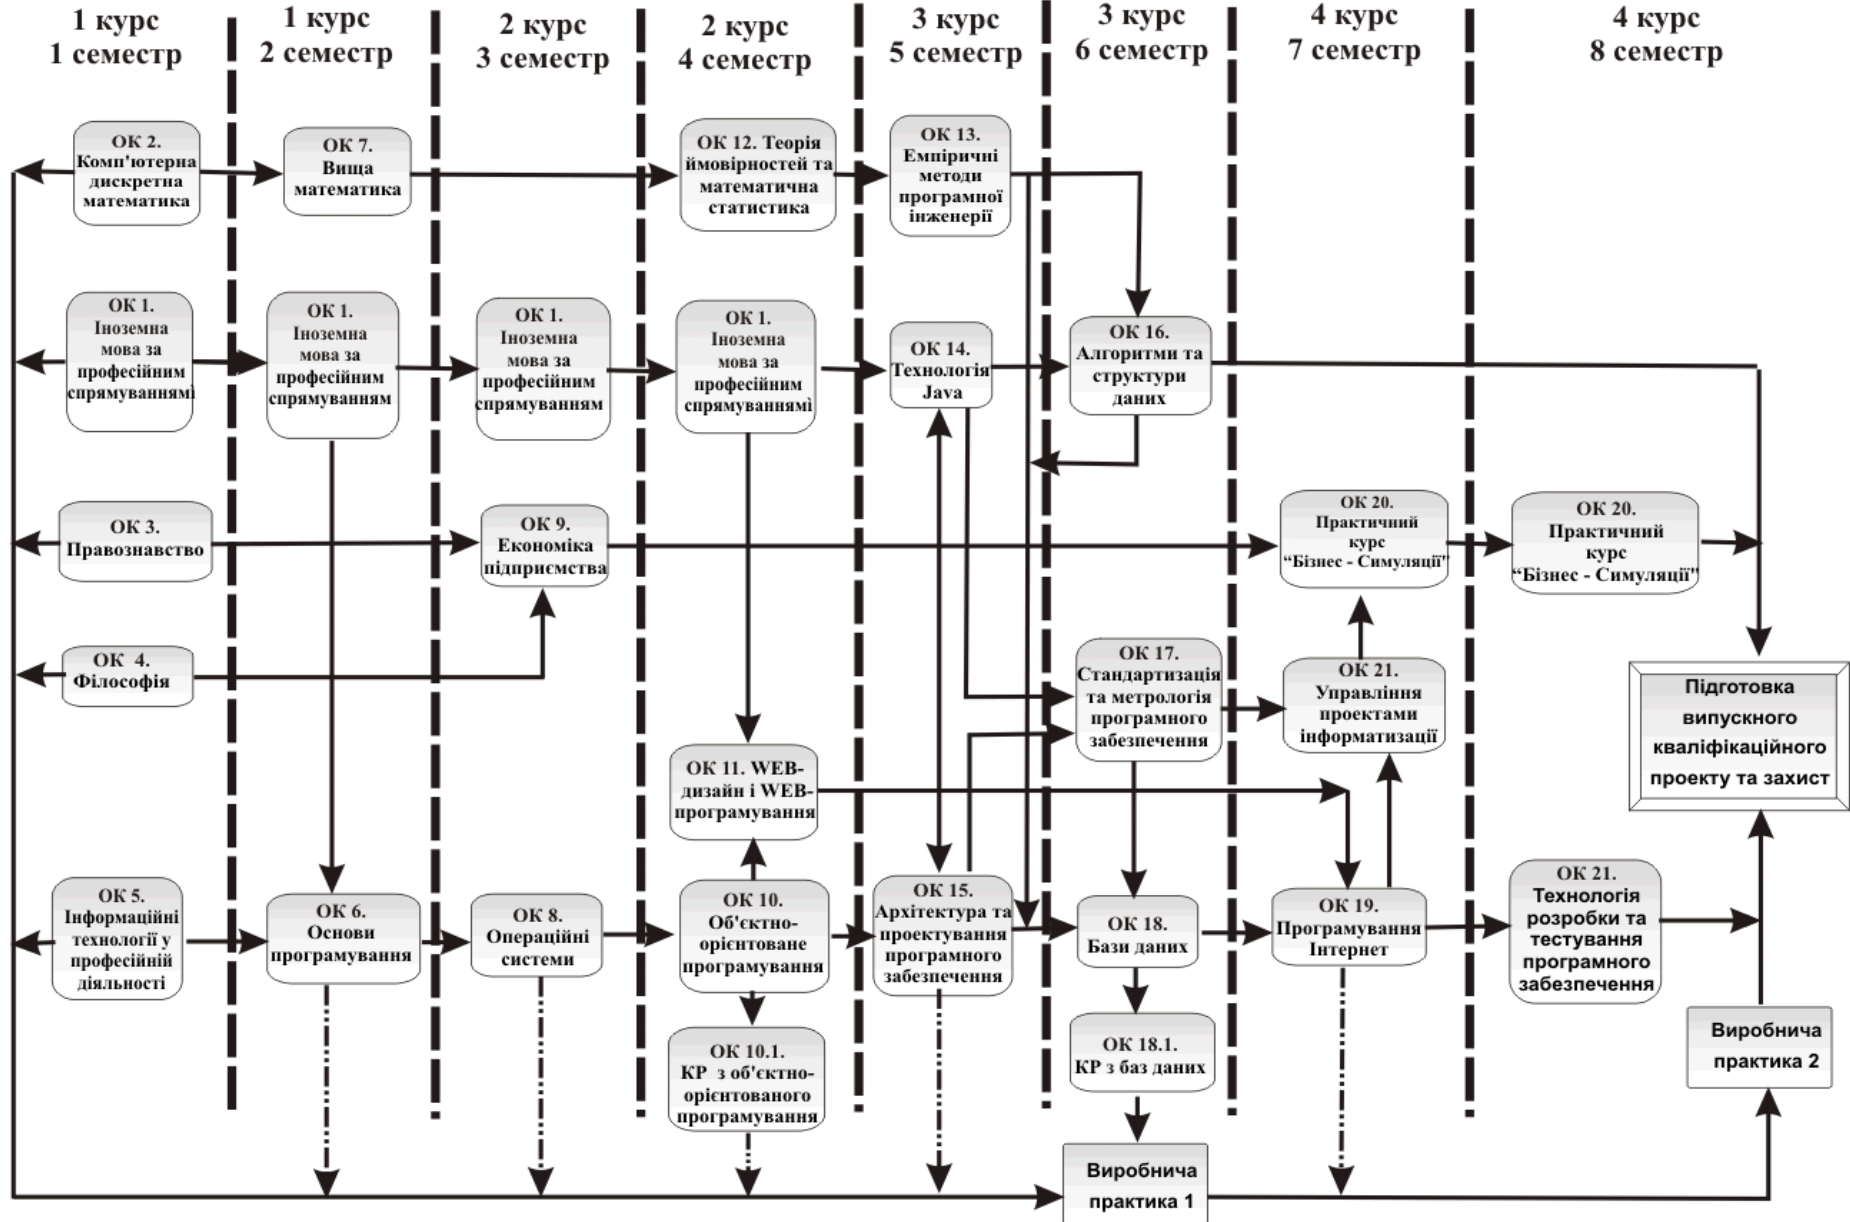 1 курс
1 семестр
1 курс
2 семестр
2 курс
3 семестр
2 курс
4 семестр
3 курс
5 семестр
3 курс
6 семестр
4 курс
7 семестр
4 курс
8 семестр
ОК 2.
Комп'ютерна
дискретна
математика
ОК 7.
Вища
математика
ОК 12. Теорія
ймовірностей та
математична
статистика
ОК 13.
Емпіричні
методи
програмної
інженерії
ОК 1.
Іноземна
мова за
професійним
спрямуваннямі
ОК 1.
Іноземна
мова за
професійним
спрямуванням
ОК 1.
Іноземна
мова за
професійним
спрямуванням
ОК 1.
Іноземна
мова за
професійним
спрямуваннямі
ОК 14.
Технологія
Java
ОК 16.
Алгоритми та
структури
даних
ОК 3.
Правознавство
ОК 9.
Економіка
підприємства
ОК 20.
Практичний
курс
“Бізнес - Симуляції"
ОК 20.
Практичний
курс
“Бізнес - Симуляції"
ОК 4.
Філософія
ОК 17.
Стандартизація
та метрологія
програмного
забезпечення
ОК 21.
Управління
проектами
інформатизації
Підготовка
випускного
кваліфікаційного
проекту та захист
ОК 11. WEB-
дизайн і WEB-
програмування
ОК 5.
Інформаційні
технології у
професійній
діяльності
ОК 6.
Основи
програмування
ОК 8.
Операційні
системи
ОК 10.
Об'єктно-
орієнтоване
програмування
ОК 15.
Архітектура та
проектування
програмного
забезпечення
ОК 18.
Бази даних
ОК 19.
Програмування
Інтернет
ОК 21.
Технологія
розробки та
тестування
програмного
забезпечення
ОК 10.1.
КР з об'єктно-
орієнтованого
програмування
ОК 18.1.
КР з баз даних
Виробнича
практика 2
Виробнича
практика 1